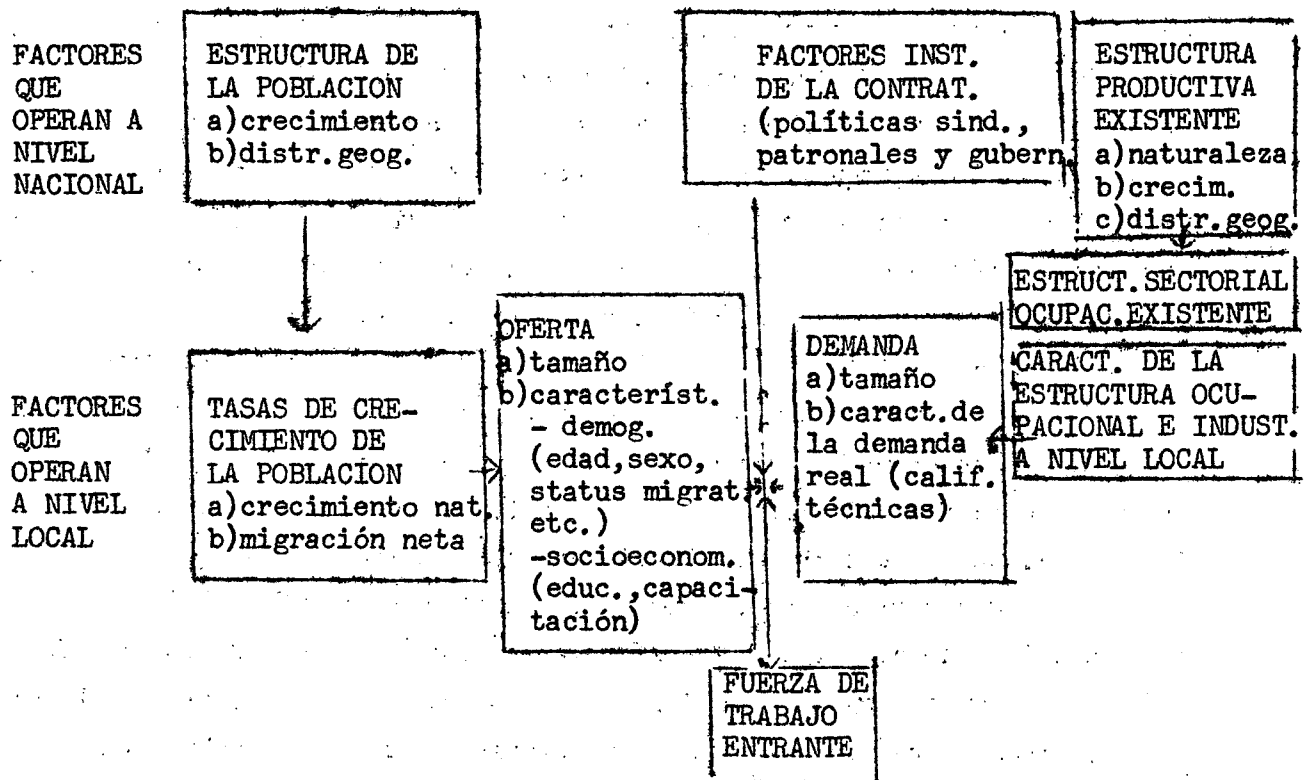 FACTORES
QUE
OPERAN A
NIVEL
NACIONAL
ESTRUCTURA DE
LA POBLACION
a)crecimiento
b)distr.geog.
FACTORES INST.
DE LA CONTRAT.
(políticas sind.,
patronales y gubern.
ESTRUCTURA
PRODUCTIVA
EXISTENTE
a)naturaleza
b)crecim.
c)distr.geog.
ESTRUCT.SECTORIAL
OCUPAC.EXISTENTE
FACTORES
QUE
OPERAN
A NIVEL
LOCAL
TASAS DE CRE-
CIMIENTO DE
LA POBLACION
a)crecimiento nat.
b)migración neta
OFERTA
a)tamaño
b)característ.
- demog.
(edad,sexo,
status migrat.
etc.)
-socioeconom.
(educ.,capaci-
tación)
DEMANDA
a)tamaño
b)caract.de
la demanda
real (calif.
técnicas)
CARACT. DE LA
ESTRUCTURA OCU-
PACIONAL E INDUST.
A NIVEL LOCAL
FUERZA DE
TRABAJO
ENTRANTE